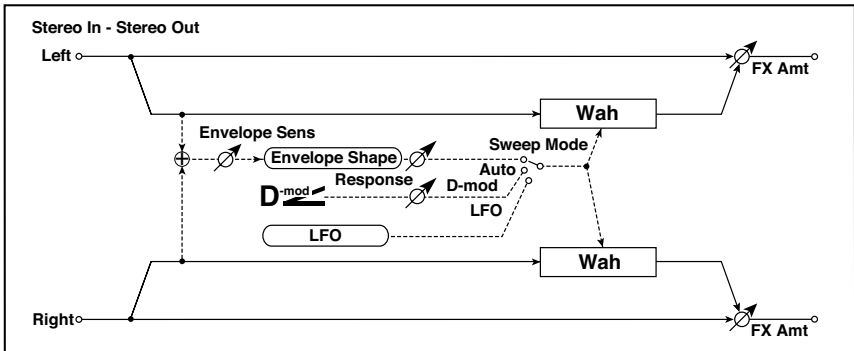 Stereo In - Stereo Out
Left
FX Amt
Wah
Envelope Sens
Sweep Mode
Envelope Shape
Auto
Response
D-mod
D-mod
LFO
LFO
Wah
Right
FX Amt